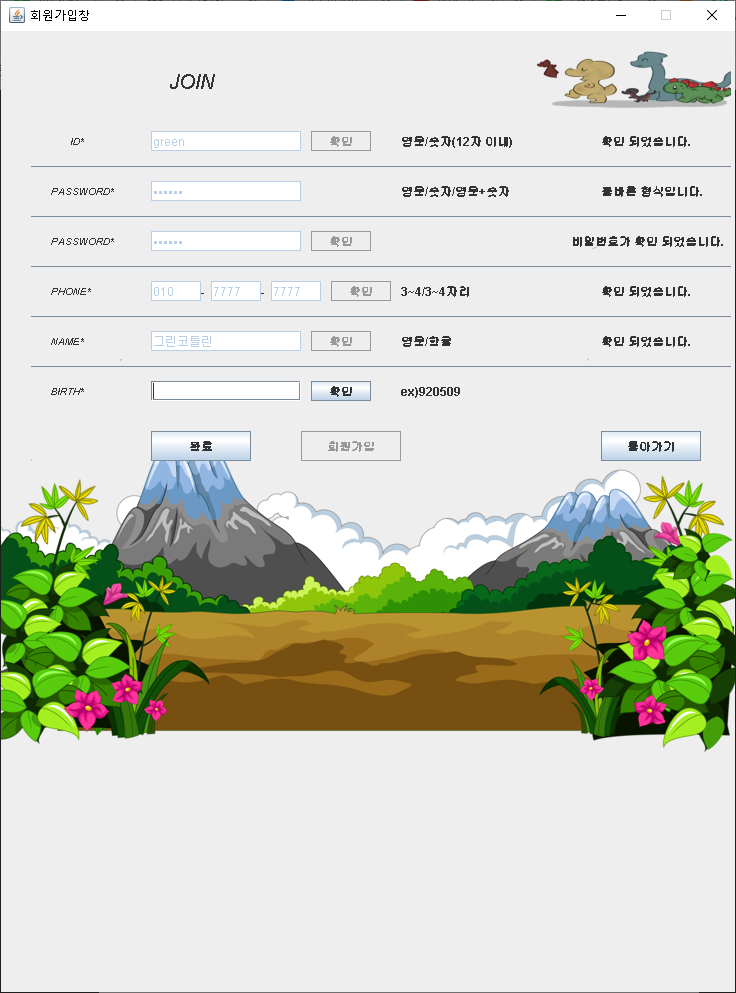 회원가입창
JOIN
ID* green 확인 영문/숫자(12자 이내) 확인 되었습니다.
PASSWORD* •••••• 영문/숫자/영문+숫자 올바른 형식입니다.
PASSWORD* •••••• 확인 비밀번호가 확인 되었습니다.
PHONE* 010 - 7777 - 7777 확인 3~4/3~4자리 확인 되었습니다.
NAME* 그린코들린 확인 영문/한글 확인 되었습니다.
BIRTH* 확인 ex)920509
완료 회원가입 돌아가기